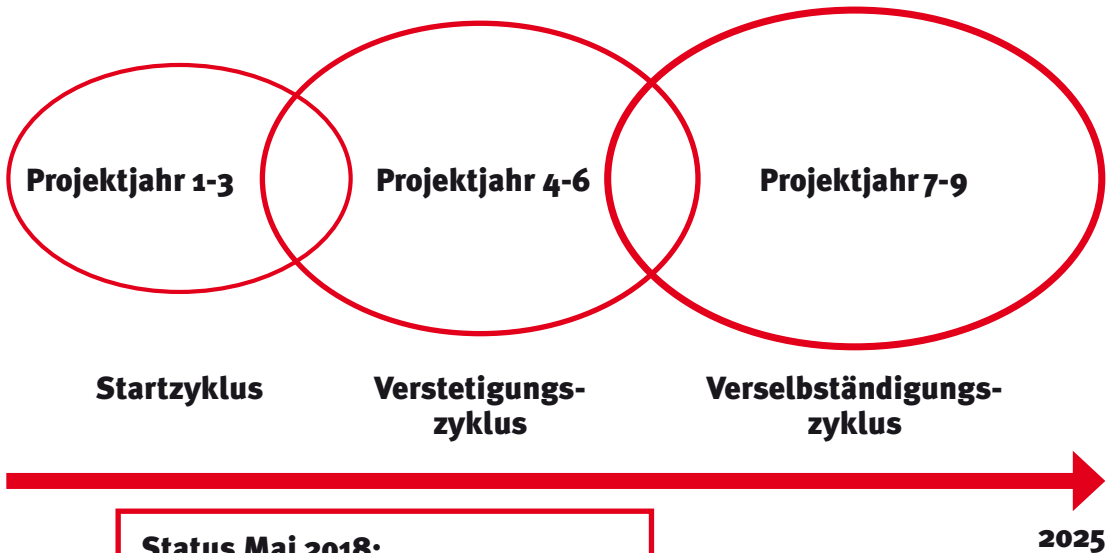 Projektjahr 1-3
Projektjahr 4-6
Projektjahr 7-9
Startzyklus
Verstetigungs-
zyklus
Verselbständigungs-
zyklus
2025
Status Mai 2018: